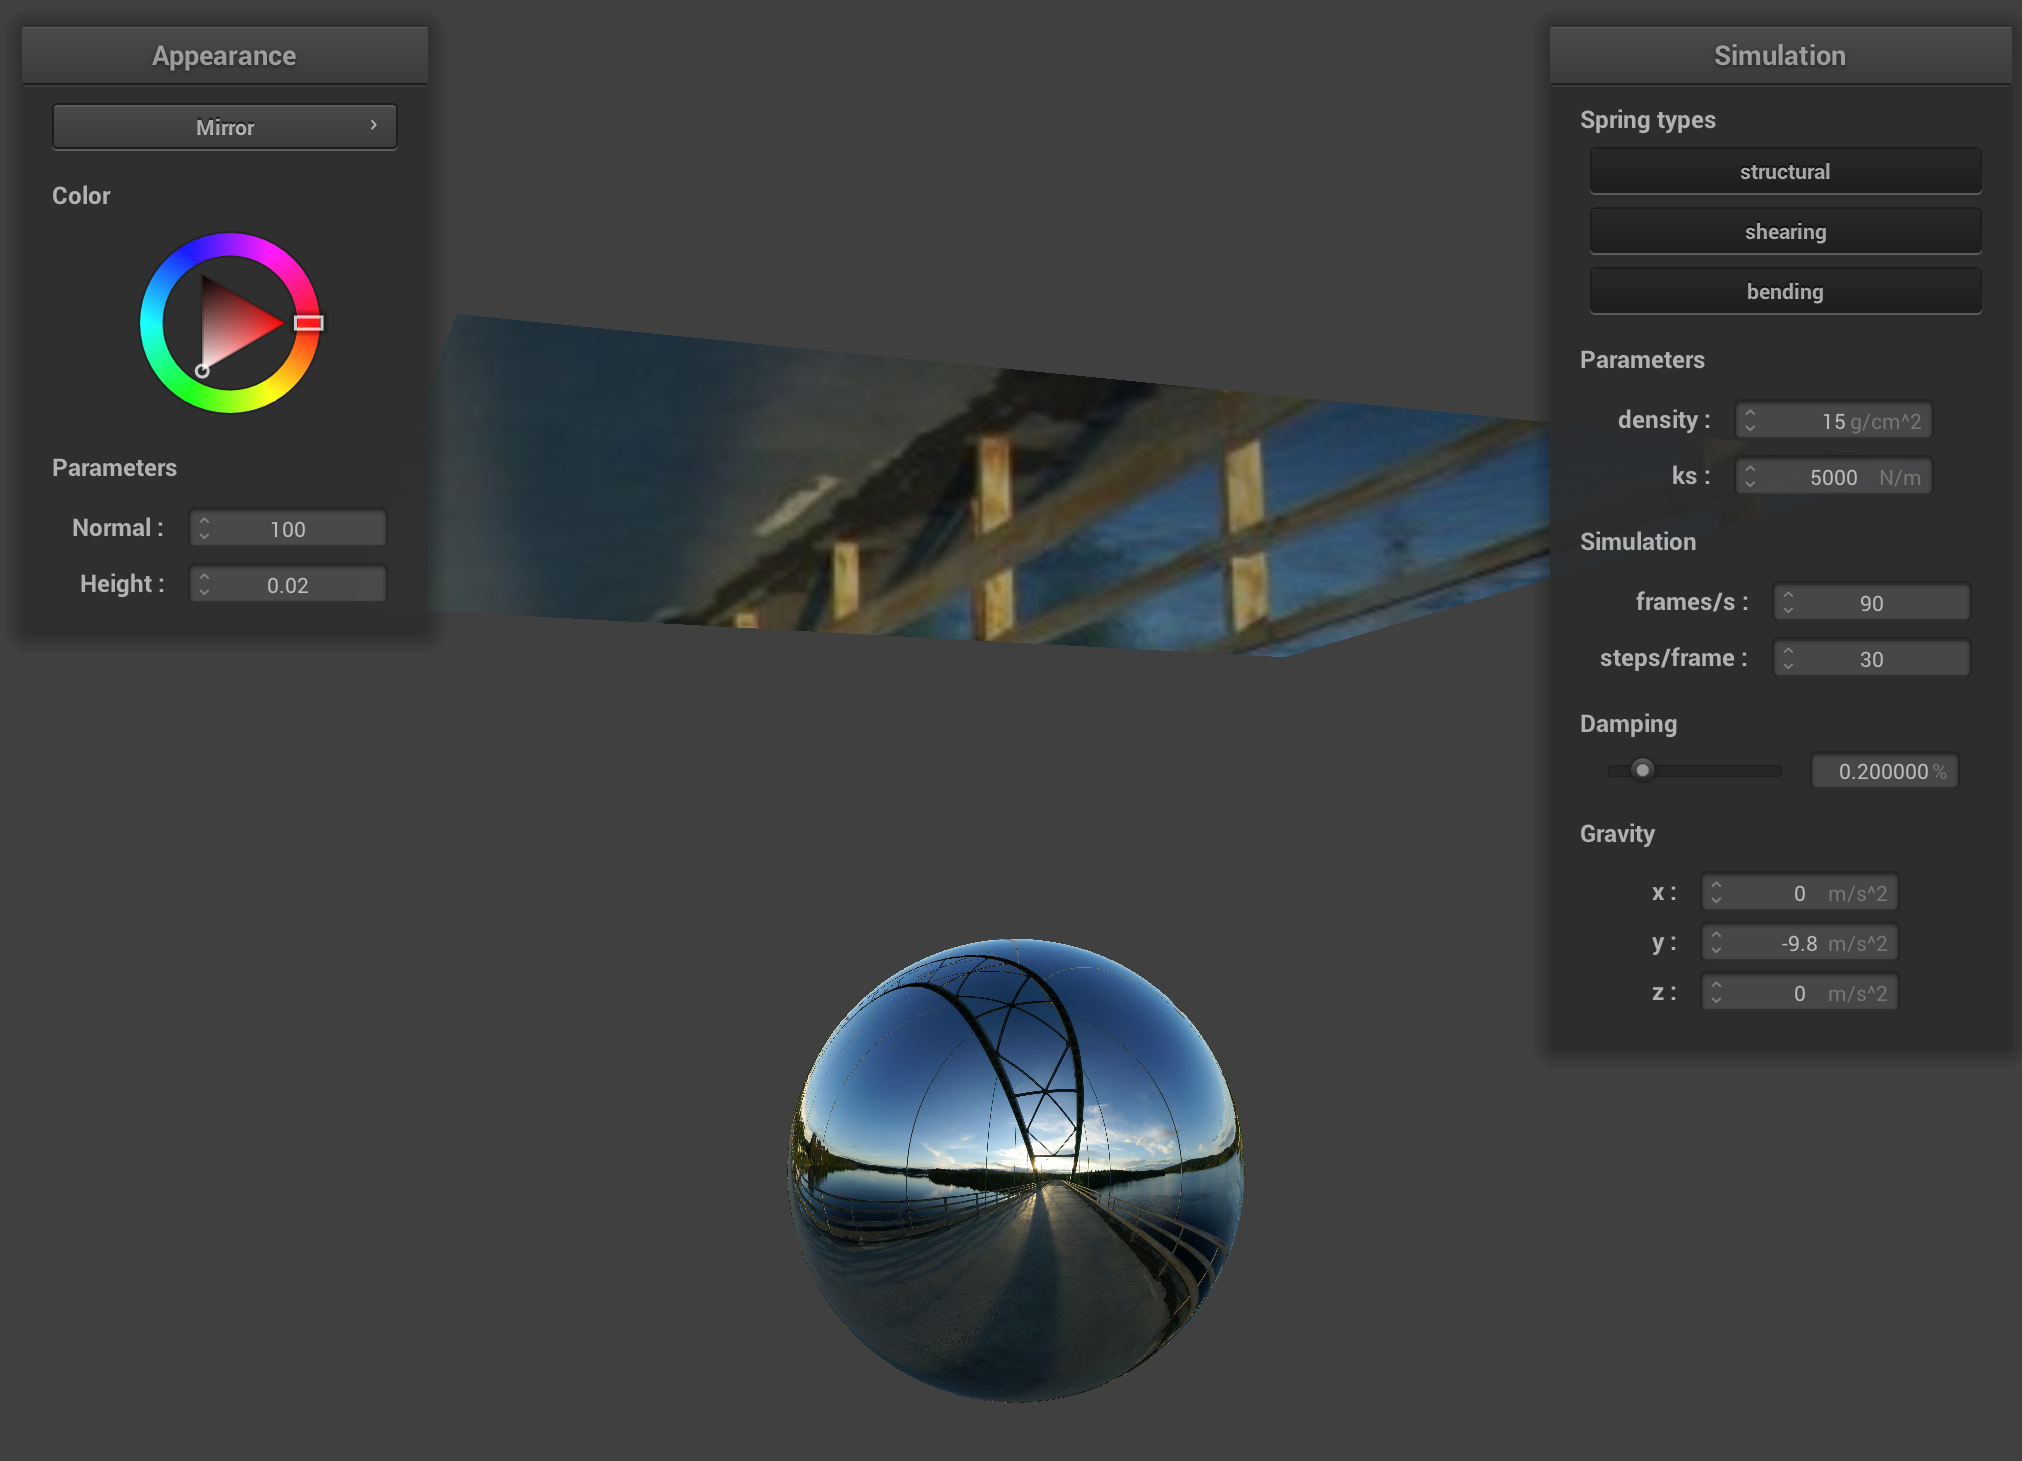 Appearance
Mirror
Color
Parameters
Normal : 100
Height : 0.02
Simulation
Spring types
structural
shearing
bending
Parameters
density : 15 g/cm^2
ks : 5000 N/m
Simulation
frames/s : 90
steps/frame : 30
Damping
0.200000 %
Gravity
x : 0 m/s^2
y : -9.8 m/s^2
z : 0 m/s^2